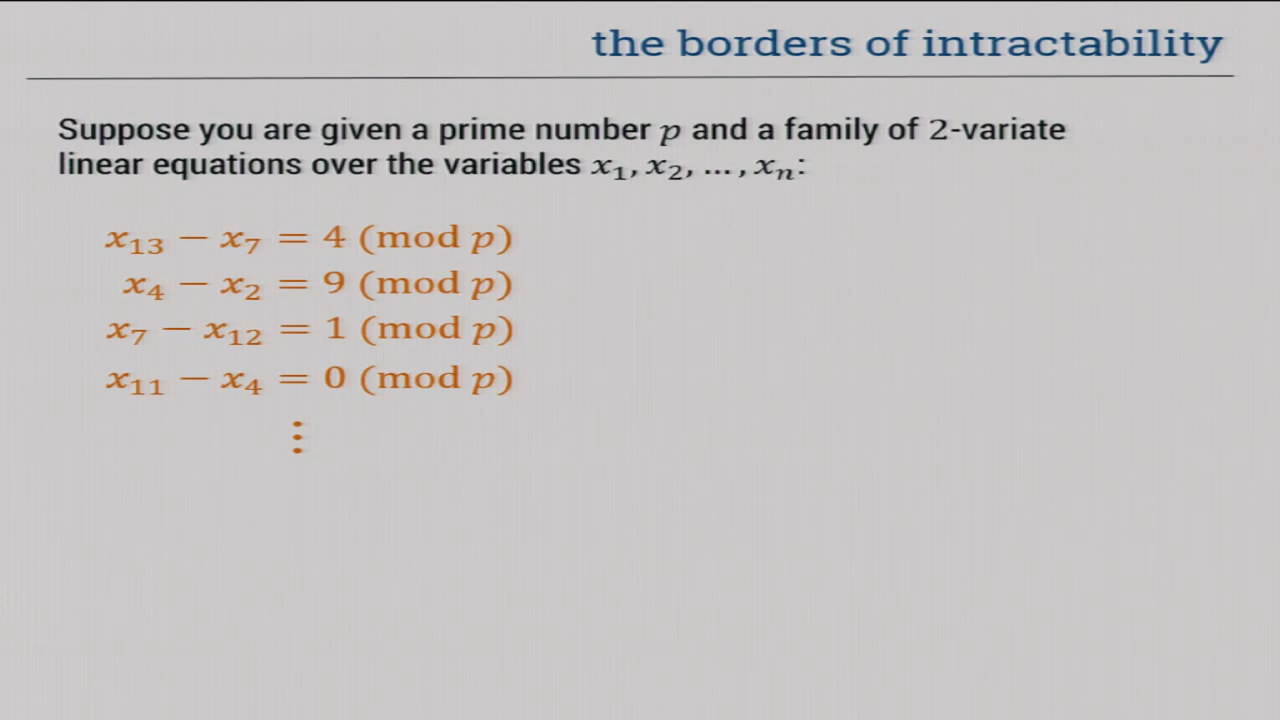 the borders of intractability
Suppose you are given a prime number p and a family of 2-variate
linear equations over the variables x₁, x₂, … , xₙ:
x₁₃ − x₇ = 4 (mod p)
x₄ − x₂ = 9 (mod p)
x₇ − x₁₂ = 1 (mod p)
x₁₁ − x₄ = 0 (mod p)
⋮